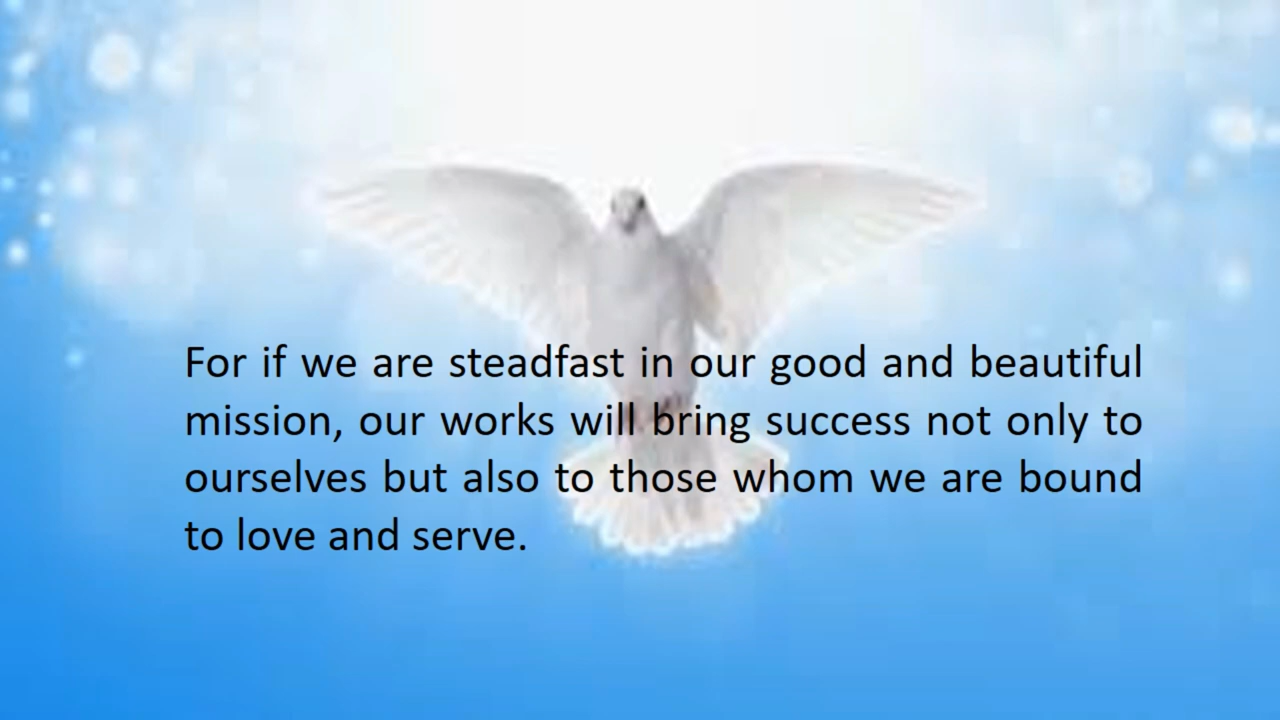 For if we are steadfast in our good and beautiful
mission, our works will bring success not only to
ourselves but also to those whom we are bound
to love and serve.